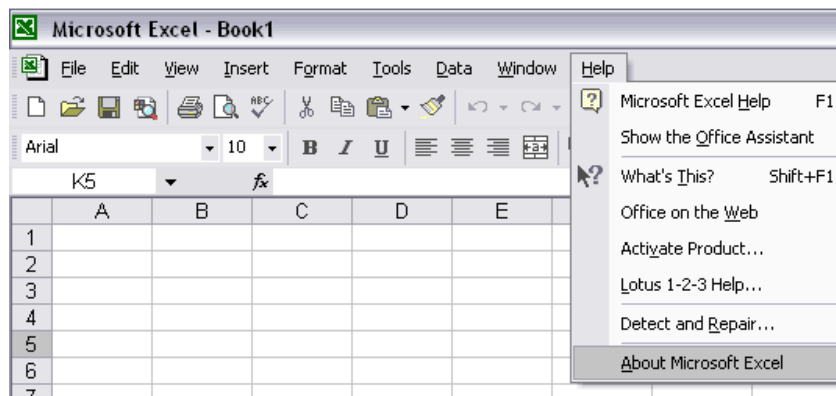 Microsoft Excel - Book1
File Edit View Insert Format Tools Data Window Help
ABC
Arial 10 B I U a
K5 fx
A B C D E
1
2
3
4
5
6
7
? Microsoft Excel Help F1
Show the Office Assistant
? What's This? Shift+F1
Office on the Web
Activate Product...
Lotus 1-2-3 Help...
Detect and Repair...
About Microsoft Excel